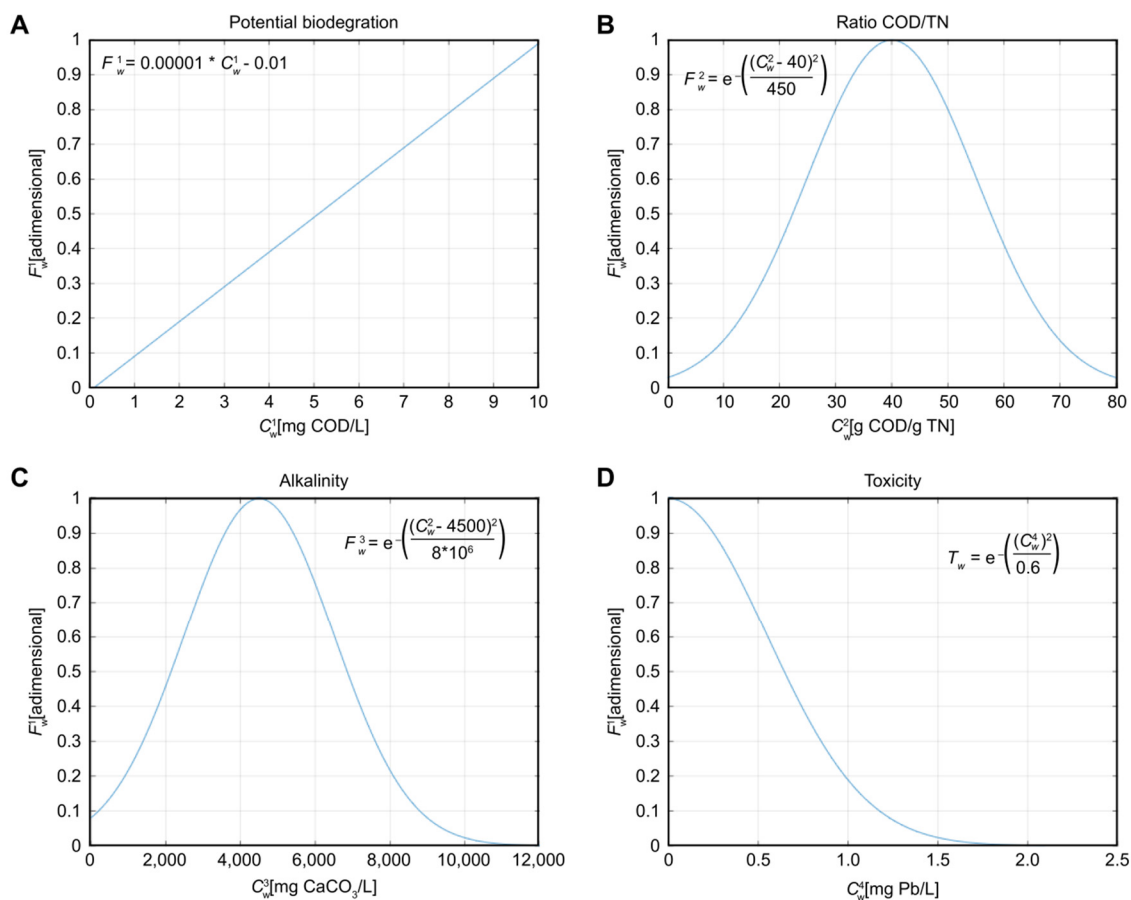 A
Potential biodegration
F_w^1 = 0.00001 * C_w^1 - 0.01
1
0.9
0.8
0.7
0.6
0.5
0.4
0.3
0.2
0.1
0
F_w^1[adimensional]
0 1 2 3 4 5 6 7 8 9 10
C_w^1[mg COD/L]
B
Ratio COD/TN
F_w^2 = e^-((C_w^2 - 40)^2 / 450)
1
0.9
0.8
0.7
0.6
0.5
0.4
0.3
0.2
0.1
0
F_w^1[adimensional]
0 10 20 30 40 50 60 70 80
C_w^2[g COD/g TN]
C
Alkalinity
F_w^3 = e^-((C_w^2 - 4500)^2 / 8*10^6)
1
0.9
0.8
0.7
0.6
0.5
0.4
0.3
0.2
0.1
0
F_w^1[adimensional]
0 2,000 4,000 6,000 8,000 10,000 12,000
C_w^3[mg CaCO_3/L]
D
Toxicity
T_w = e^-((C_w^4)^2 / 0.6)
1
0.9
0.8
0.7
0.6
0.5
0.4
0.3
0.2
0.1
0
F_w^1[adimensional]
0 0.5 1.0 1.5 2.0 2.5
C_w^4[mg Pb/L]